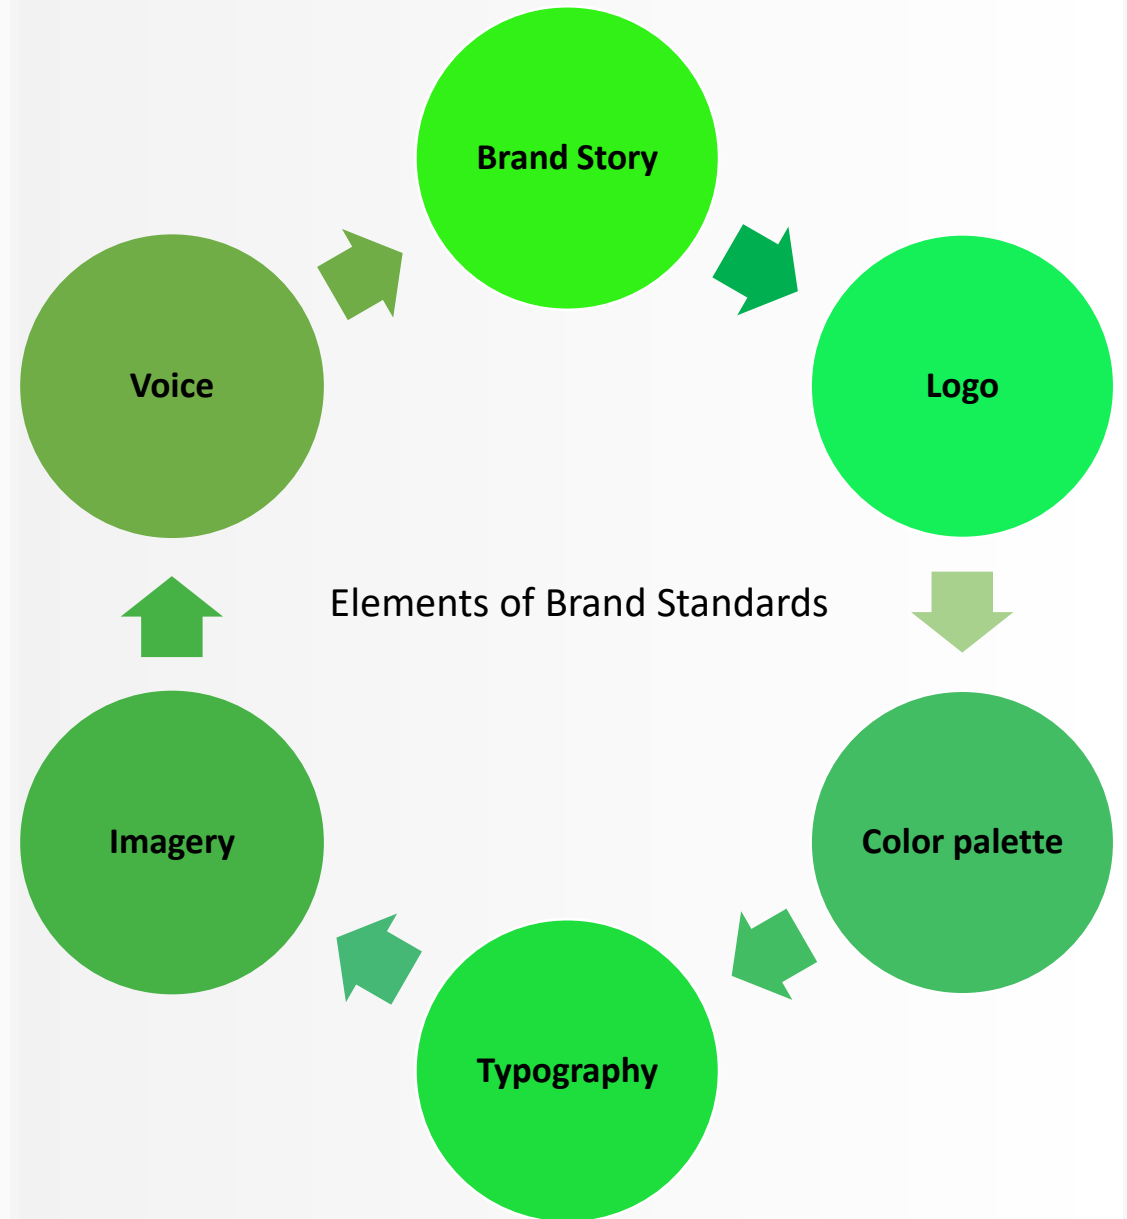 Brand Story
Logo
Color palette
Typography
Imagery
Voice
Elements of Brand Standards